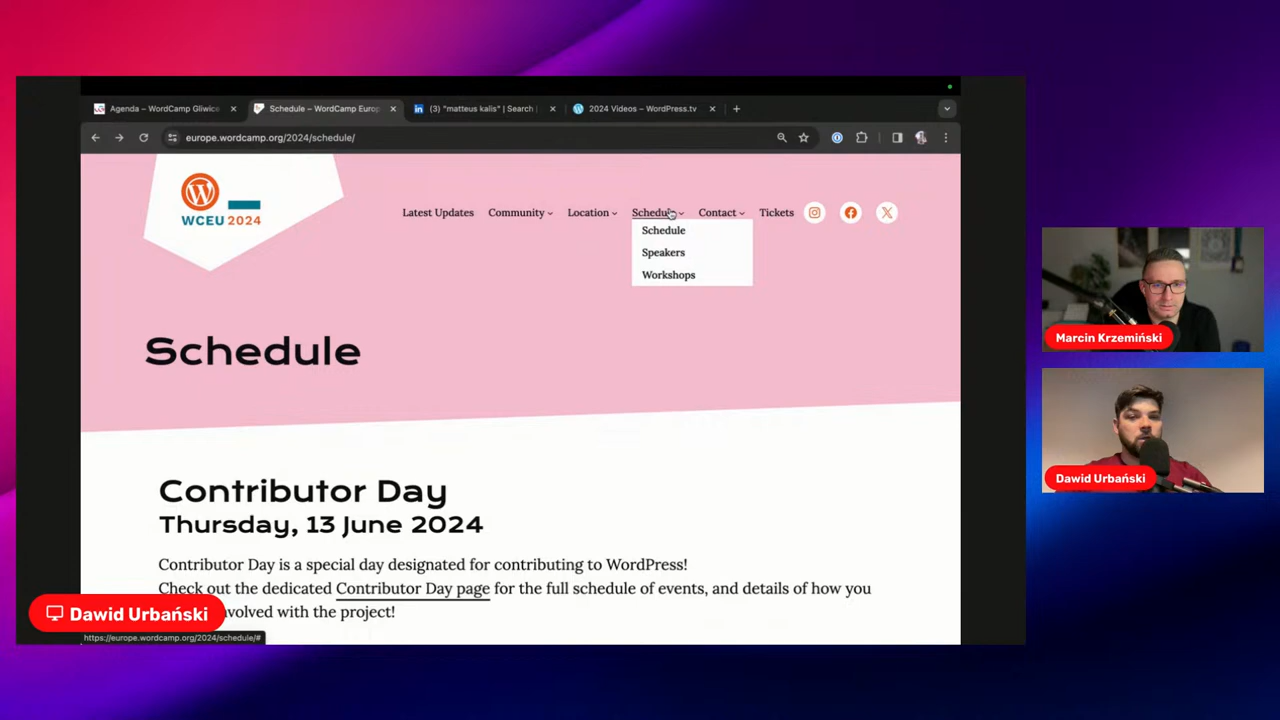 Agenda – WordCamp Gliwice
Schedule – WordCamp Europ
(3) "matteus kalis" | Search |
2024 Videos – WordPress.tv
europe.wordcamp.org/2024/schedule/
WCEU 2024
Latest Updates
Community
Location
Schedule
Contact
Tickets
Schedule
Speakers
Workshops
Schedule
Contributor Day
Thursday, 13 June 2024
Contributor Day is a special day designated for contributing to WordPress!
Check out the dedicated Contributor Day page for the full schedule of events, and details of how you
involved with the project!
https://europe.wordcamp.org/2024/schedule/#
Dawid Urbański
Marcin Krzemiński
Dawid Urbański